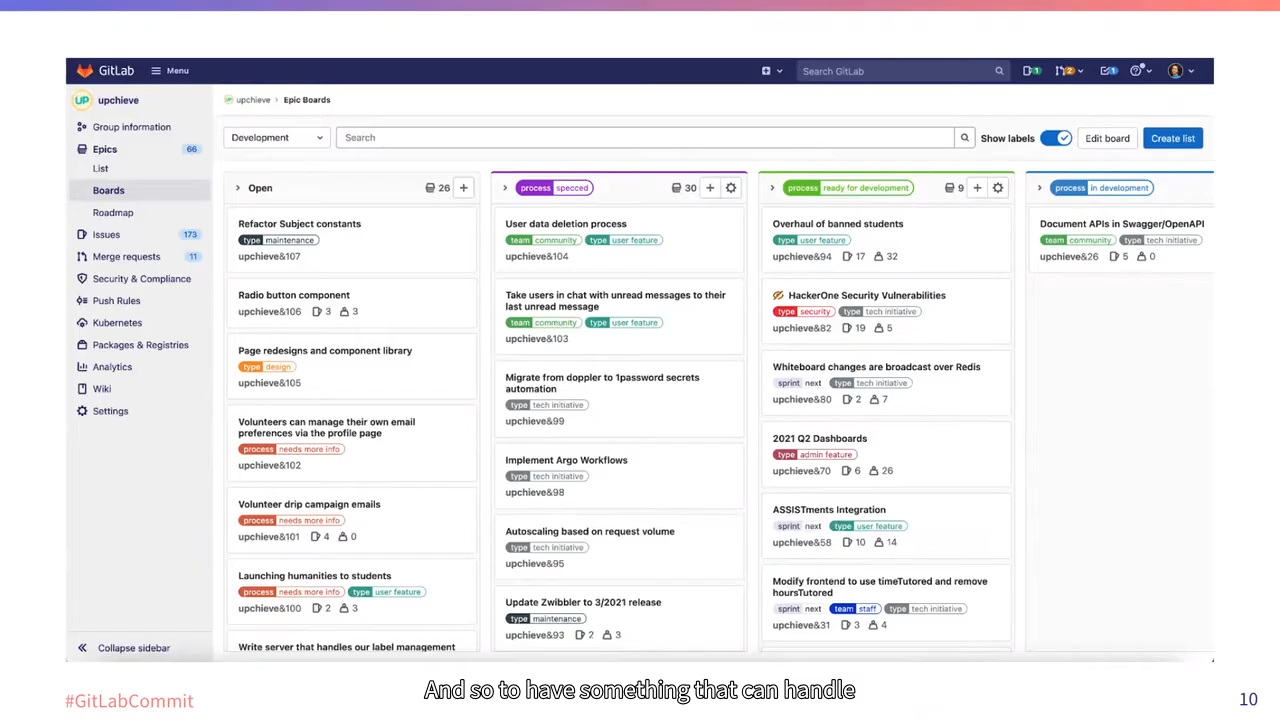 GitLab
Menu
Search GitLab
1
2
1
UP upchieve
Group information
Epics 66
List
Boards
Roadmap
Issues 173
Merge requests 11
Security & Compliance
Push Rules
Kubernetes
Packages & Registries
Analytics
Wiki
Settings
Collapse sidebar
upchieve › Epic Boards
Development
Search
Show labels
Edit board
Create list
Open 26
Refactor Subject constants
type maintenance
upchieve&107
Radio button component
upchieve&106 3 3
Page redesigns and component library
type design
upchieve&105
Volunteers can manage their own email
preferences via the profile page
process needs more info
upchieve&102
Volunteer drip campaign emails
process needs more info
upchieve&101 4 0
Launching humanities to students
process needs more info type user feature
upchieve&100 2 3
Write server that handles our label management
process specced 30
User data deletion process
team community type user feature
upchieve&104
Take users in chat with unread messages to their
last unread message
team community type user feature
upchieve&103
Migrate from doppler to 1password secrets
automation
type tech initiative
upchieve&99
Implement Argo Workflows
type tech initiative
upchieve&98
Autoscaling based on request volume
type tech initiative
upchieve&95
Update Zwibbler to 3/2021 release
type maintenance
upchieve&93 2 3
process ready for development 9
Overhaul of banned students
type user feature
upchieve&94 17 32
HackerOne Security Vulnerabilities
type security type tech initiative
upchieve&82 19 5
Whiteboard changes are broadcast over Redis
sprint next type tech initiative
upchieve&80 2 7
2021 Q2 Dashboards
type admin feature
upchieve&70 6 26
ASSISTments Integration
sprint next type user feature
upchieve&58 10 14
Modify frontend to use timeTutored and remove
hoursTutored
sprint next team staff type tech initiative
upchieve&31 3 4
process in development
Document APIs in Swagger/OpenAPI
team community type tech initiative
upchieve&26 5 0
And so to have something that can handle
#GitLabCommit
10